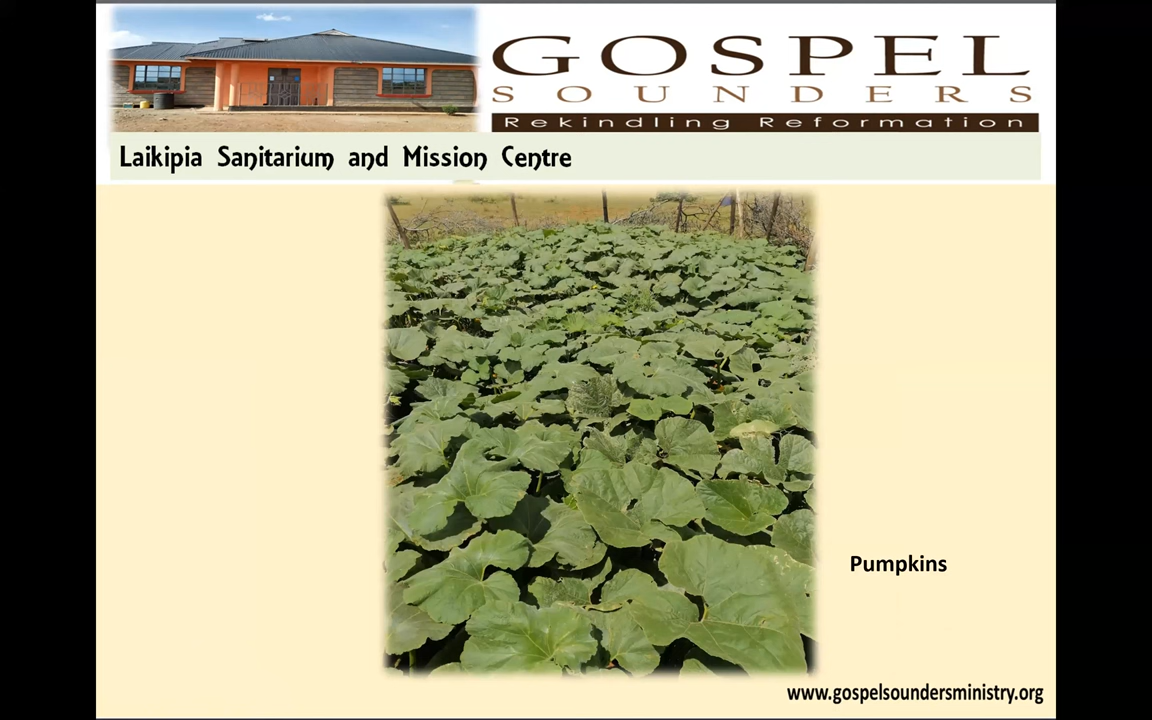 GOSPEL
SOUNDERS
Rekindling Reformation
Laikipia Sanitarium and Mission Centre
Pumpkins
www.gospelsoundersministry.org